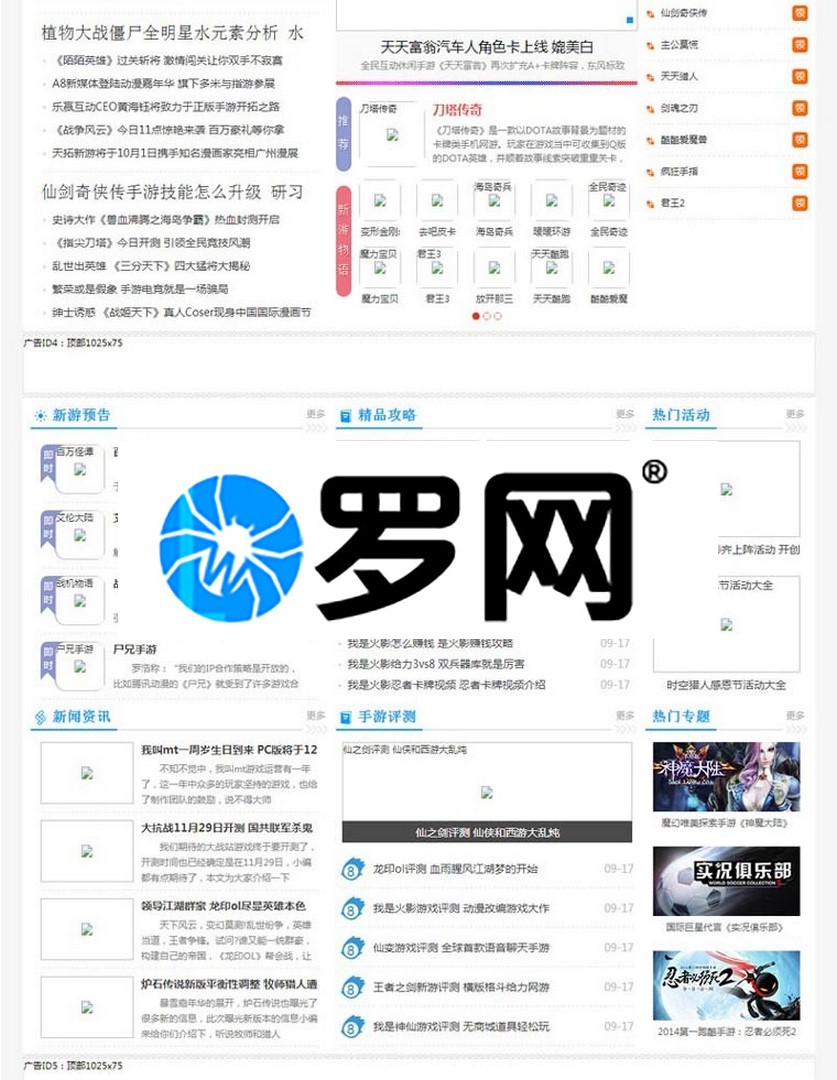 植物大战僵尸全明星水元素分析 水
《陌陌英雄》过关斩将 激情闯关让你双手不寂寞
A8新媒体登陆动漫嘉年华 旗下多米与指游参展
乐赢互动CEO黄海钰将致力于正版手游开拓之路
《战争风云》今日11点惊艳来袭 百万豪礼等你拿
天拓新游将于10月1日携手知名漫画家亮相广州漫展
仙剑奇侠传手游技能怎么升级 研习
史诗大作《兽血沸腾之海岛争霸》热血封测开启
《指尖刀塔》今日开测 引领全民竞技风潮
乱世出英雄 《三分天下》四大猛将大揭秘
繁荣或是假象 手游电竞就是一场骗局
绅士诱惑 《战姬天下》真人Coser现身中国国际漫画节
天天富翁汽车人角色卡上线 媲美白
全民互动休闲手游《天天富翁》再次扩充A+卡牌阵容，东风标致
推荐
刀塔传奇
刀塔传奇
《刀塔传奇》是一款以DOTA故事背景为题材的
卡牌类手机网游。玩家在游戏当中可收集到Q版
的DOTA英雄，并顺着故事线索突破重重关卡，
新游物语
海岛奇兵
全民奇迹
变形金刚:
去吧皮卡
海岛奇兵
暖暖环游
全民奇迹
魔力宝贝
君王3
天天酷跑
魔力宝贝
君王3
放开那三
天天酷跑
酷酷爱魔
仙剑奇侠传
领
主公莫慌
领
天天猎人
领
剑魂之刃
领
酷酷爱魔兽
领
疯狂手指
领
君王2
领
广告ID4：顶部1025x75
新游预告
更多
即时
百万怪谭
即时
艾伦大陆
即时
战机物语
即时
尸兄手游
尸兄手游
罗浩称：“我们的IP合作策略是开放的，
比如腾讯动漫的《尸兄》就受到了许多游戏合
精品攻略
更多
我是火影怎么赚钱 是火影赚钱攻略
09-17
我是火影给力3vs8 双兵器库就是厉害
09-17
我是火影忍者卡牌视频 忍者卡牌视频介绍
09-17
热门活动
更多
齐上阵活动 开创
节活动大全
时空猎人感恩节活动大全
罗网®
新闻资讯
更多
我叫mt一周岁生日到来 PC版将于12
不知不觉中，我叫mt游戏运营有一年
了，这一年中众多的玩家坚持的游戏，也给
了制作团队的鼓励，说不得大师
大抗战11月29日开测 国共联军杀鬼
我们期待的大战站游戏终于要开测了，
开测时间也已经确定是在11月29日，小编
都有点期待了，本文为大家介绍一下
领导江湖群豪 龙印ol尽显英雄本色
天下风云，变幻莫测!乱世纷争，英雄
当道，王者争锋。试问?谁又能一统群豪，
构建自己的帝国，《龙印OL》帮会战，让
炉石传说新版平衡性调整 牧师猎人遭
暴雪嘉年华的展开，炉石传说也曝光了
很多新的信息，此次曝光新版本的信息小编
来给你们介绍下，听说牧师和猎人
手游评测
更多
仙之剑评测 仙侠和西游大乱炖
仙之剑评测 仙侠和西游大乱炖
龙印ol评测 血雨腥风江湖梦的开始
09-17
我是火影游戏评测 动漫改编游戏大作
09-17
仙变游戏评测 全球首款语音聊天手游
09-17
王者之剑新游评测 横版格斗给力网游
09-17
我是神仙游戏评测 无商城道具轻松玩
09-17
热门专题
更多
神魔大陆
魔幻唯美探索手游《神魔大陆》
实况俱乐部
WORLD SOCCER COLLECTION
国际巨星代言《实况俱乐部》
忍者必须死2
2014第一跑酷手游：忍者必须死2
广告ID5：顶部1025x75